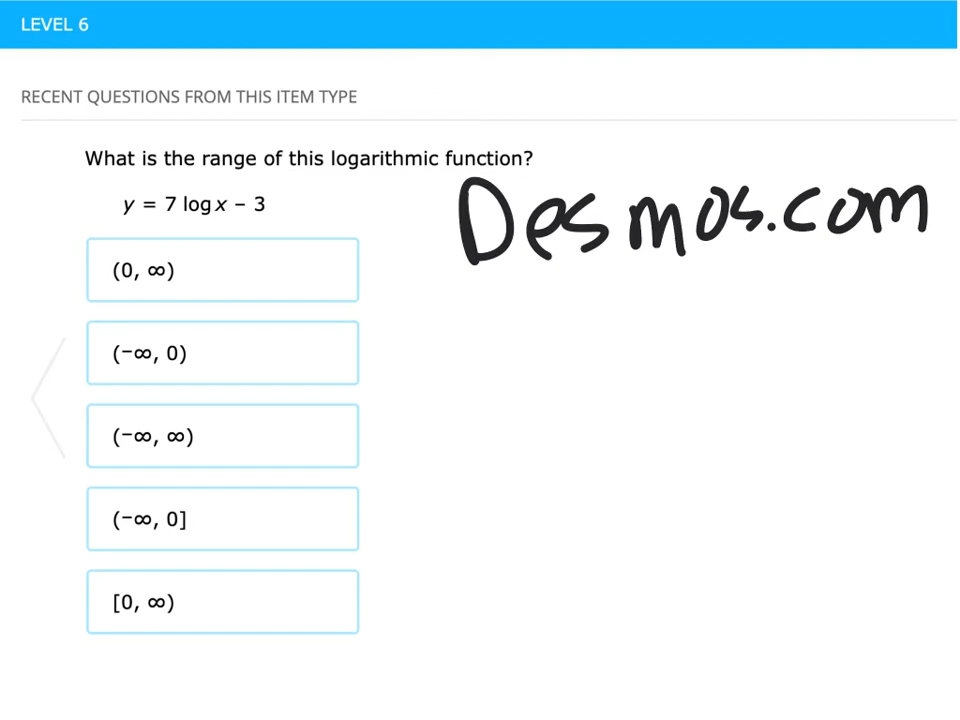 LEVEL 6
RECENT QUESTIONS FROM THIS ITEM TYPE
What is the range of this logarithmic function?
y = 7 log x – 3
Desmos.com
(0, ∞)
(−∞, 0)
(−∞, ∞)
(−∞, 0]
[0, ∞)